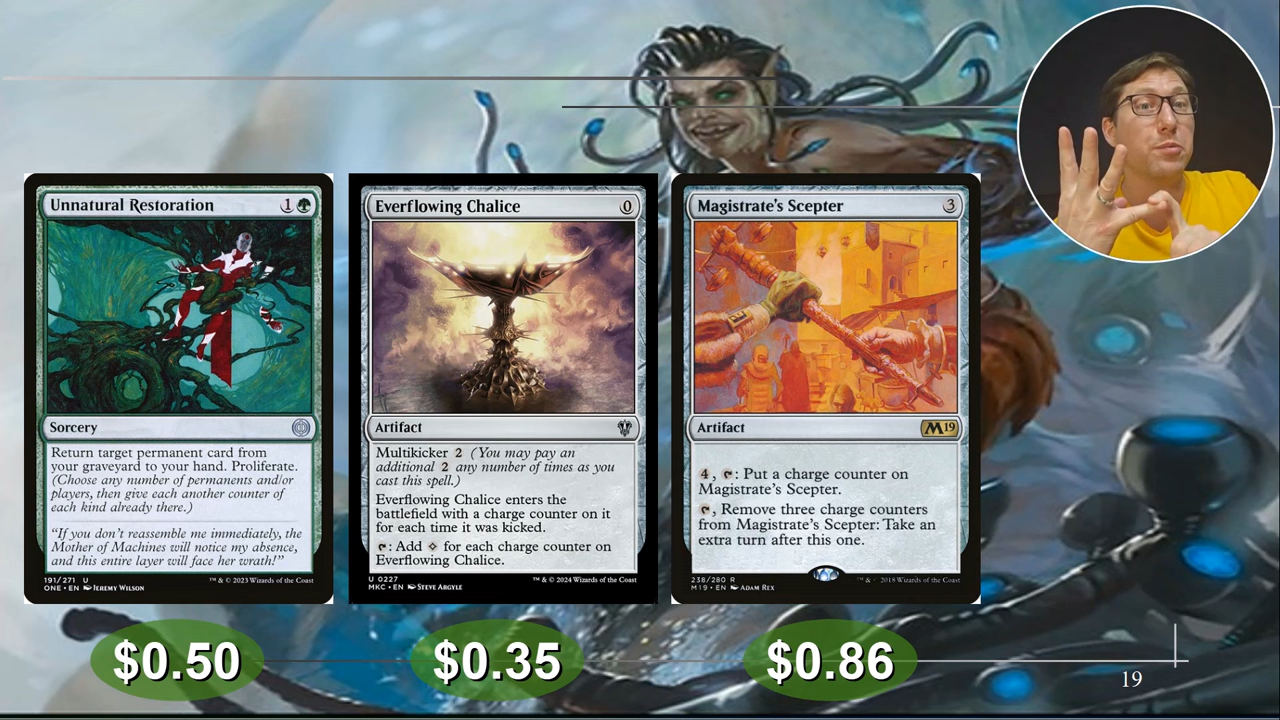 Unnatural Restoration 1
Sorcery
Return target permanent card from
your graveyard to your hand. Proliferate.
(Choose any number of permanents and/or
players, then give each another counter of
each kind already there.)
"If you don't reassemble me immediately, the
Mother of Machines will notice my absence,
and this entire layer will face her wrath!"
191/271 U
ONE • EN Jeremy Wilson
™ & © 2023 Wizards of the Coast
$0.50
Everflowing Chalice 0
Artifact
Multikicker 2 (You may pay an
additional 2 any number of times as you
cast this spell.)
Everflowing Chalice enters the
battlefield with a charge counter on it
for each time it was kicked.
: Add for each charge counter on
Everflowing Chalice.
U 0227
MKC • EN Steve Argyle
™ & © 2024 Wizards of the Coast
$0.35
Magistrate's Scepter 3
Artifact M19
4, : Put a charge counter on
Magistrate's Scepter.
, Remove three charge counters
from Magistrate's Scepter: Take an
extra turn after this one.
238/280 R
M19 • EN Adam Rex
™ & © 2018 Wizards of the Coast
$0.86
19